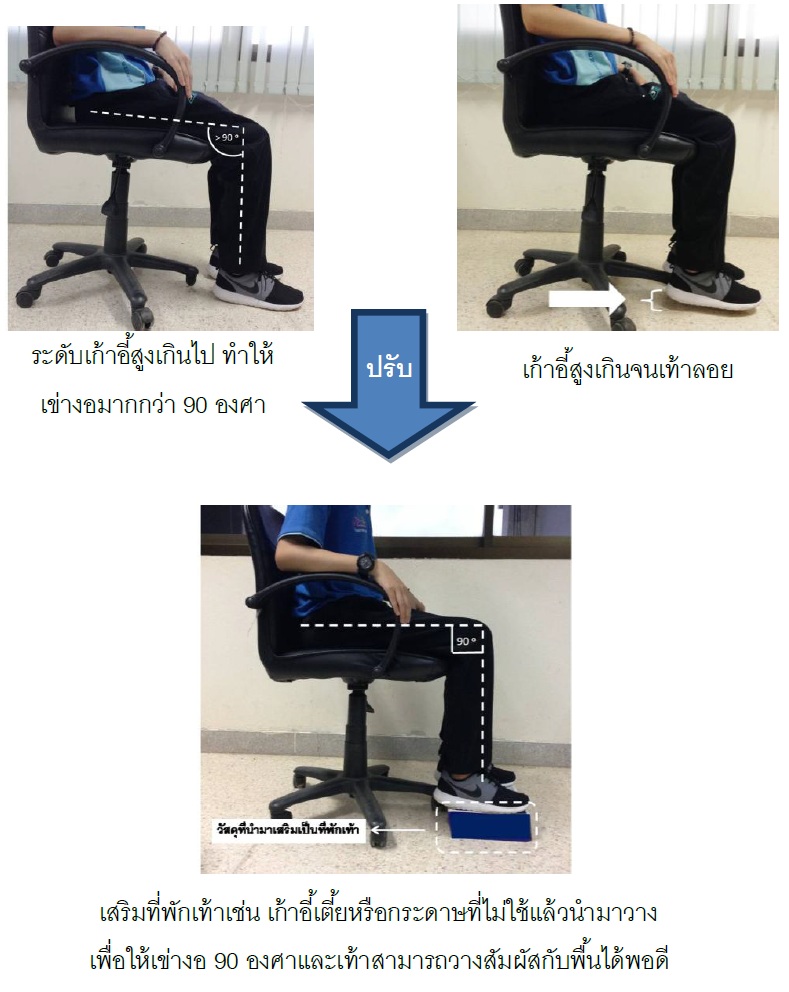 > 90 °
ระดับเก้าอี้สูงเกินไป ทำให้
เข่างอมากกว่า 90 องศา
เก้าอี้สูงเกินจนเท้าลอย
ปรับ
90 °
วัสดุที่นำมาเสริมเป็นที่พักเท้า
เสริมที่พักเท้าเช่น เก้าอี้เตี้ยหรือกระดาษที่ไม่ใช้แล้วนำมาวาง
เพื่อให้เข่างอ 90 องศาและเท้าสามารถวางสัมผัสกับพื้นได้พอดี